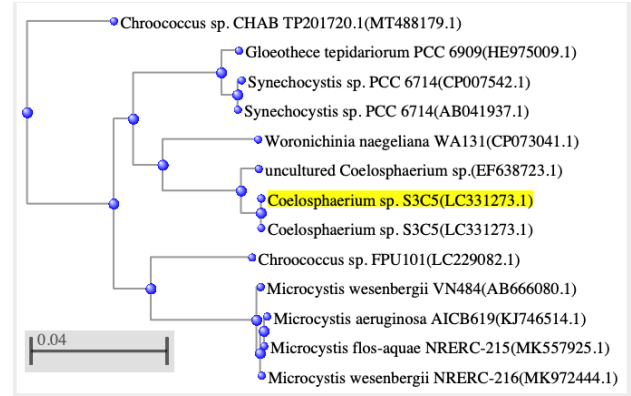 Chroococcus sp. CHAB TP201720.1(MT488179.1)
Gloeothece tepidariorum PCC 6909(HE975009.1)
Synechocystis sp. PCC 6714(CP007542.1)
Synechocystis sp. PCC 6714(AB041937.1)
Woronichinia naegeliana WA131(CP073041.1)
uncultured Coelosphaerium sp.(EF638723.1)
Coelosphaerium sp. S3C5(LC331273.1)
Coelosphaerium sp. S3C5(LC331273.1)
Chroococcus sp. FPU101(LC229082.1)
Microcystis wesenbergii VN484(AB666080.1)
Microcystis aeruginosa AICB619(KJ746514.1)
Microcystis flos-aquae NRERC-215(MK557925.1)
Microcystis wesenbergii NRERC-216(MK972444.1)
0.04